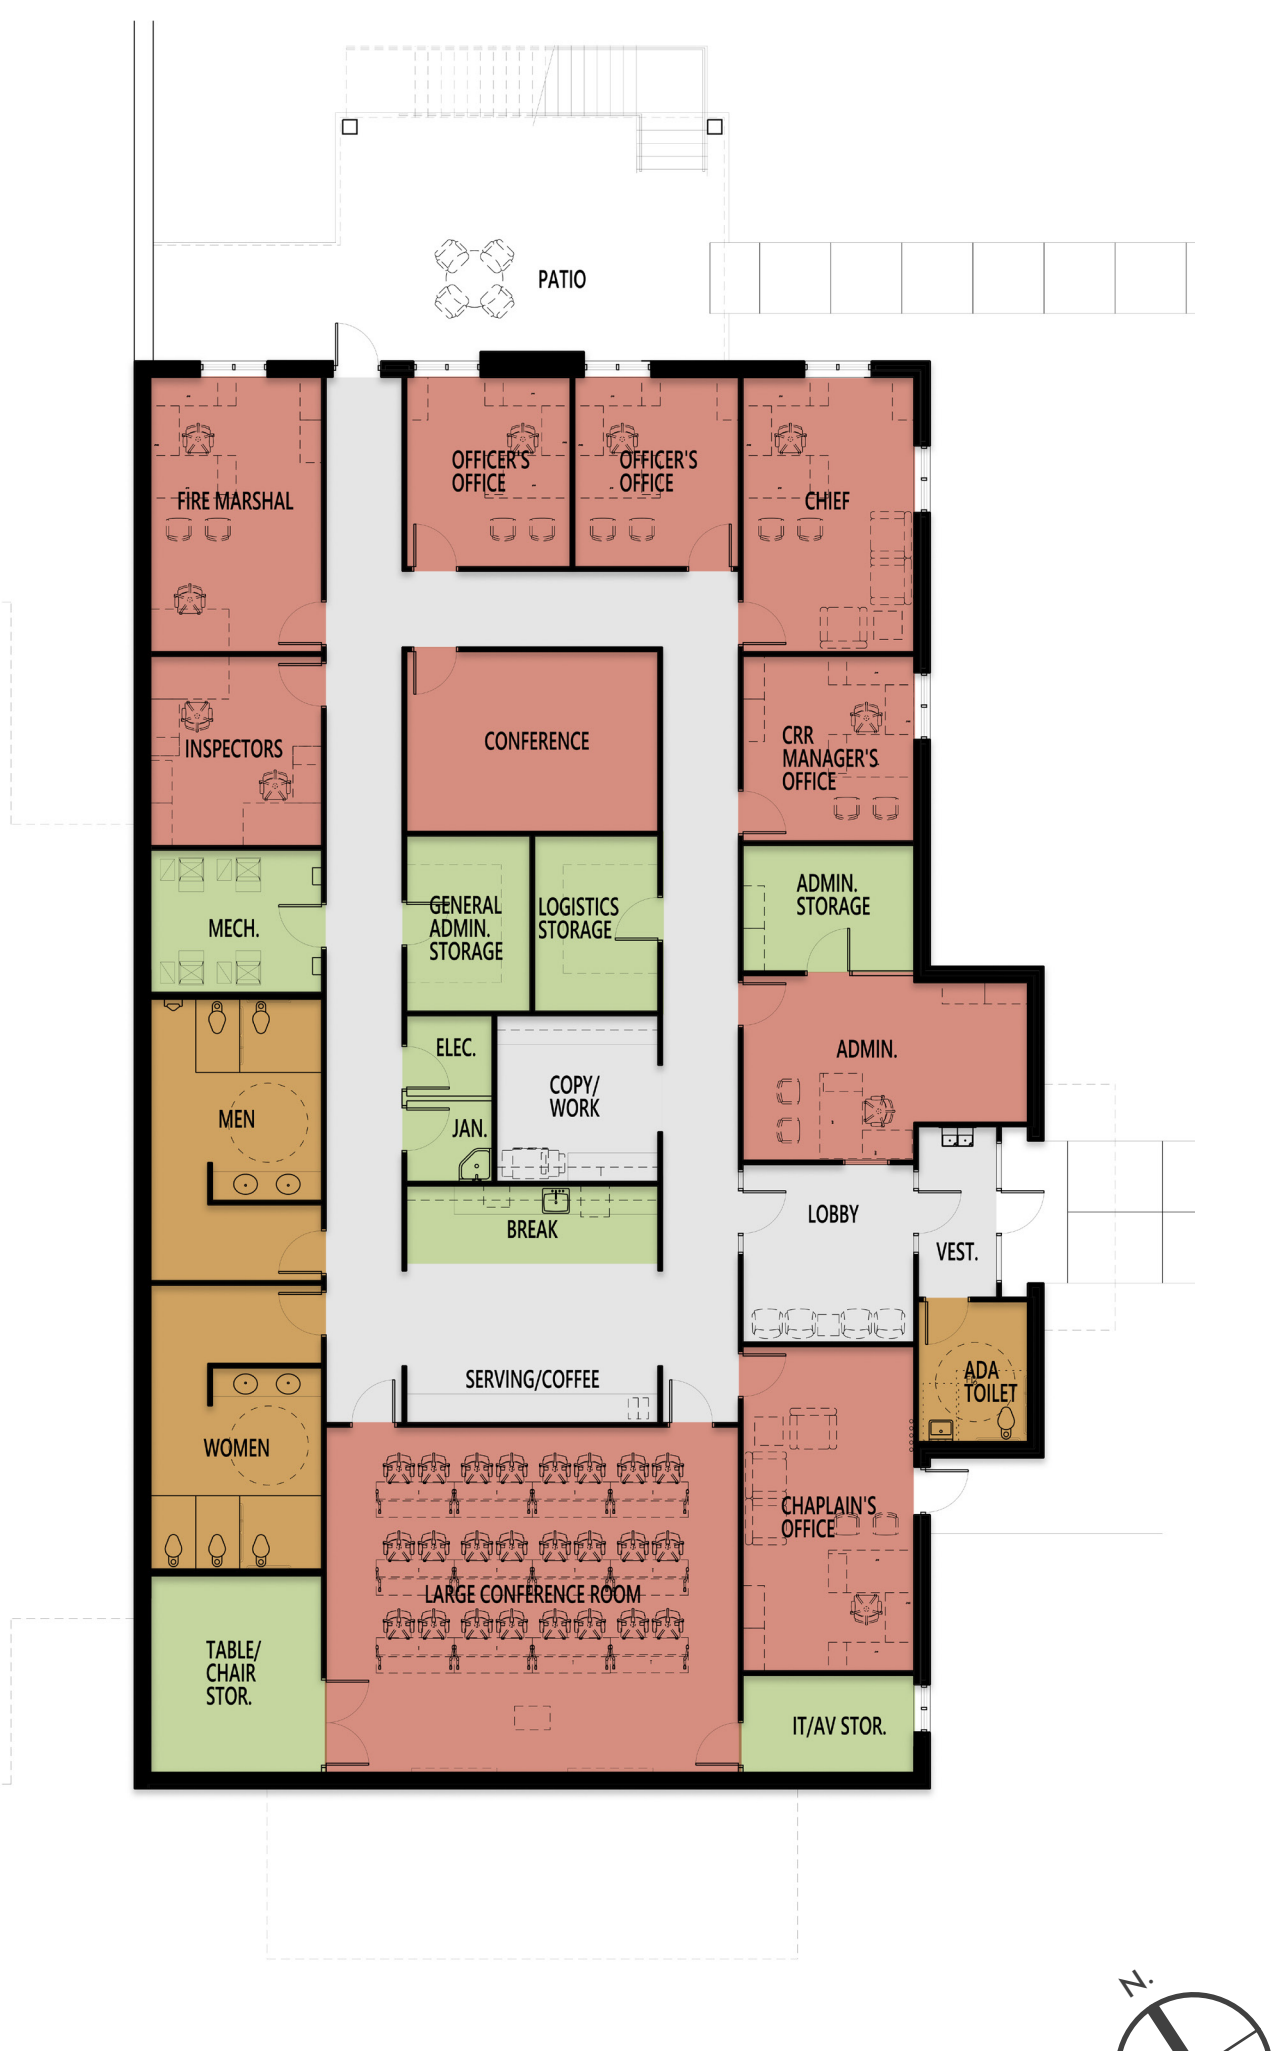 PATIO
OFFICER'S
OFFICE
OFFICER'S
OFFICE
FIRE MARSHAL
CHIEF
INSPECTORS
CONFERENCE
CRR
MANAGER'S
OFFICE
MECH.
GENERAL
ADMIN.
STORAGE
LOGISTICS
STORAGE
ADMIN.
STORAGE
ELEC.
COPY/
WORK
ADMIN.
MEN
JAN.
BREAK
LOBBY
VEST.
SERVING/COFFEE
ADA
TOILET
WOMEN
CHAPLAIN'S
OFFICE
LARGE CONFERENCE ROOM
TABLE/
CHAIR
STOR.
IT/AV STOR.
N.